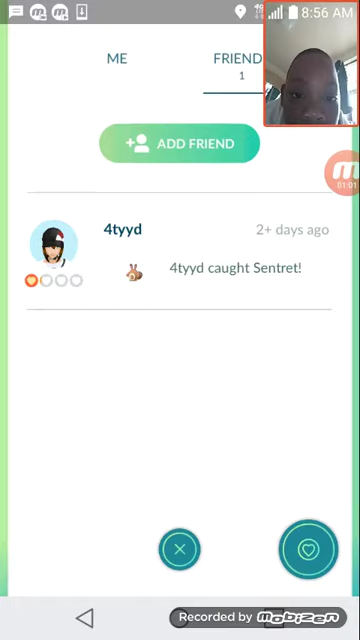 8:56 AM
ME
FRIEND
1
01:01
ADD FRIEND
4tyyd
2+ days ago
4tyyd caught Sentret!
Recorded by Mobizen